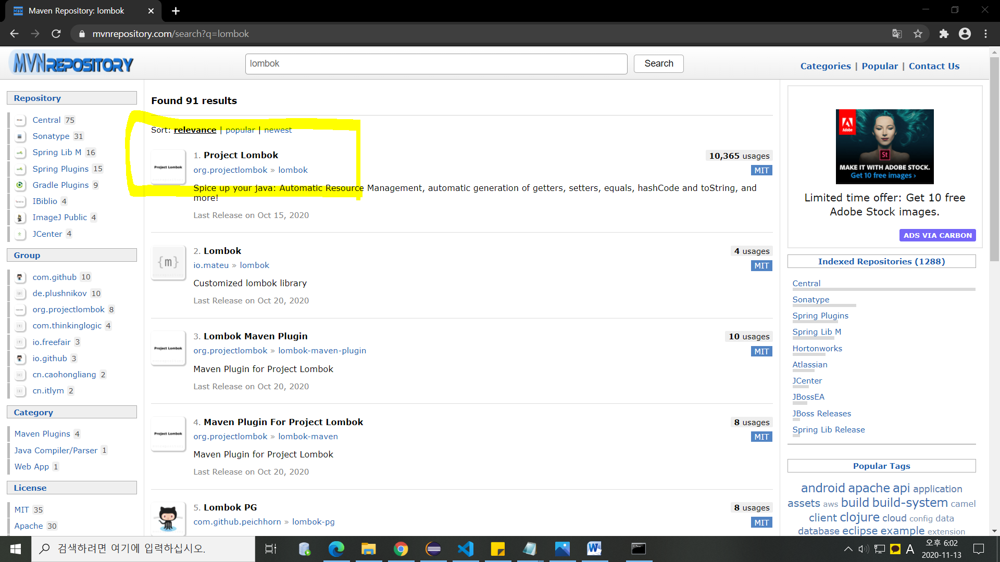 Maven Repository: lombok
mvnrepository.com/search?q=lombok
MVNREPOSITORY
lombok
Search
Categories | Popular | Contact Us
Repository
Central 75
Sonatype 31
Spring Lib M 16
Spring Plugins 15
Gradle Plugins 9
IBiblio 4
ImageJ Public 4
JCenter 4
Group
com.github 10
de.plushnikov 10
org.projectlombok 8
com.thinkinglogic 4
io.freefair 3
io.github 3
cn.caohongliang 2
cn.itlym 2
Category
Maven Plugins 4
Java Compiler/Parser 1
Web App 1
License
MIT 35
Apache 30
Found 91 results
Sort: relevance | popular | newest
Project Lombok
1. Project Lombok
10,365 usages
org.projectlombok » lombok
MIT
Spice up your java: Automatic Resource Management, automatic generation of getters, setters, equals, hashCode and toString, and
more!
Last Release on Oct 15, 2020
{m}
2. Lombok
4 usages
io.mateu » lombok
MIT
Customized lombok library
Last Release on Oct 20, 2020
Project Lombok
3. Lombok Maven Plugin
10 usages
org.projectlombok » lombok-maven-plugin
MIT
Maven Plugin for Project Lombok
Last Release on Oct 20, 2020
Project Lombok
4. Maven Plugin For Project Lombok
8 usages
org.projectlombok » lombok-maven
MIT
Maven Plugin for Project Lombok
Last Release on Oct 20, 2020
5. Lombok PG
8 usages
com.github.peichhorn » lombok-pg
MIT
Adobe
St
MAKE IT WITH ADOBE STOCK.
Get 10 free images ›
Limited time offer: Get 10 free
Adobe Stock images.
ADS VIA CARBON
Indexed Repositories (1288)
Central
Sonatype
Spring Plugins
Spring Lib M
Hortonworks
Atlassian
JCenter
JBossEA
JBoss Releases
Spring Lib Release
Popular Tags
android apache api application
assets aws build build-system camel
client clojure cloud config data
database eclipse example extension
검색하려면 여기에 입력하십시오.
A
오후 6:02
2020-11-13